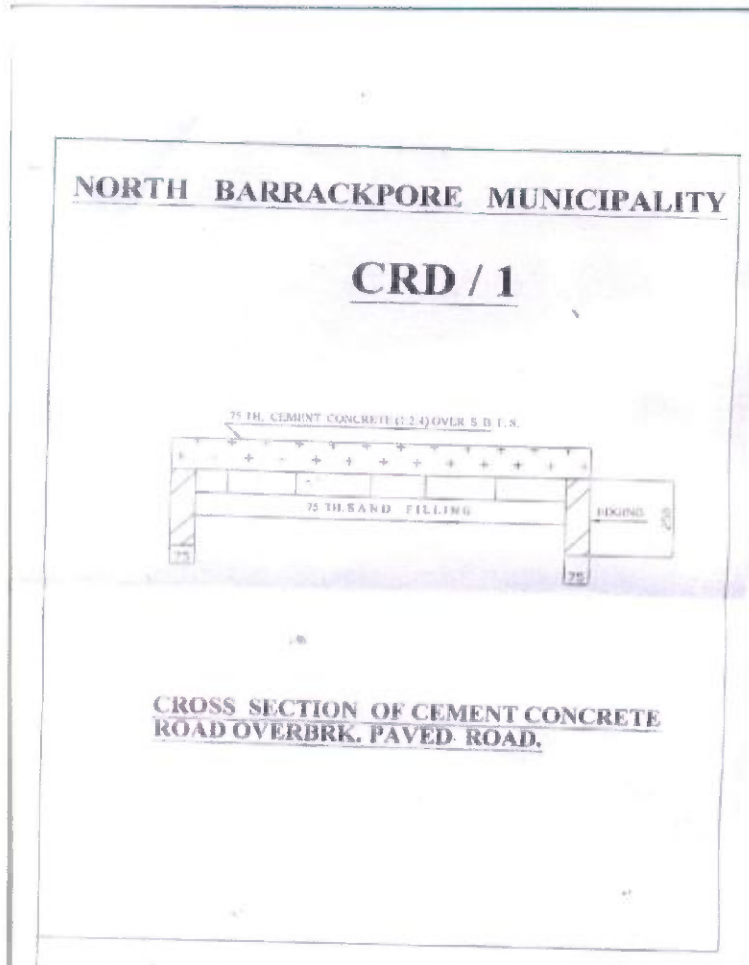 NORTH BARRACKPORE MUNICIPALITY
CRD / 1
75 TH. CEMENT CONCRETE (1:2:4) OVER S B F. S.
75 TH. SAND FILLING
EDGING
250
75
75
CROSS SECTION OF CEMENT CONCRETE
ROAD OVERBRK. PAVED ROAD.